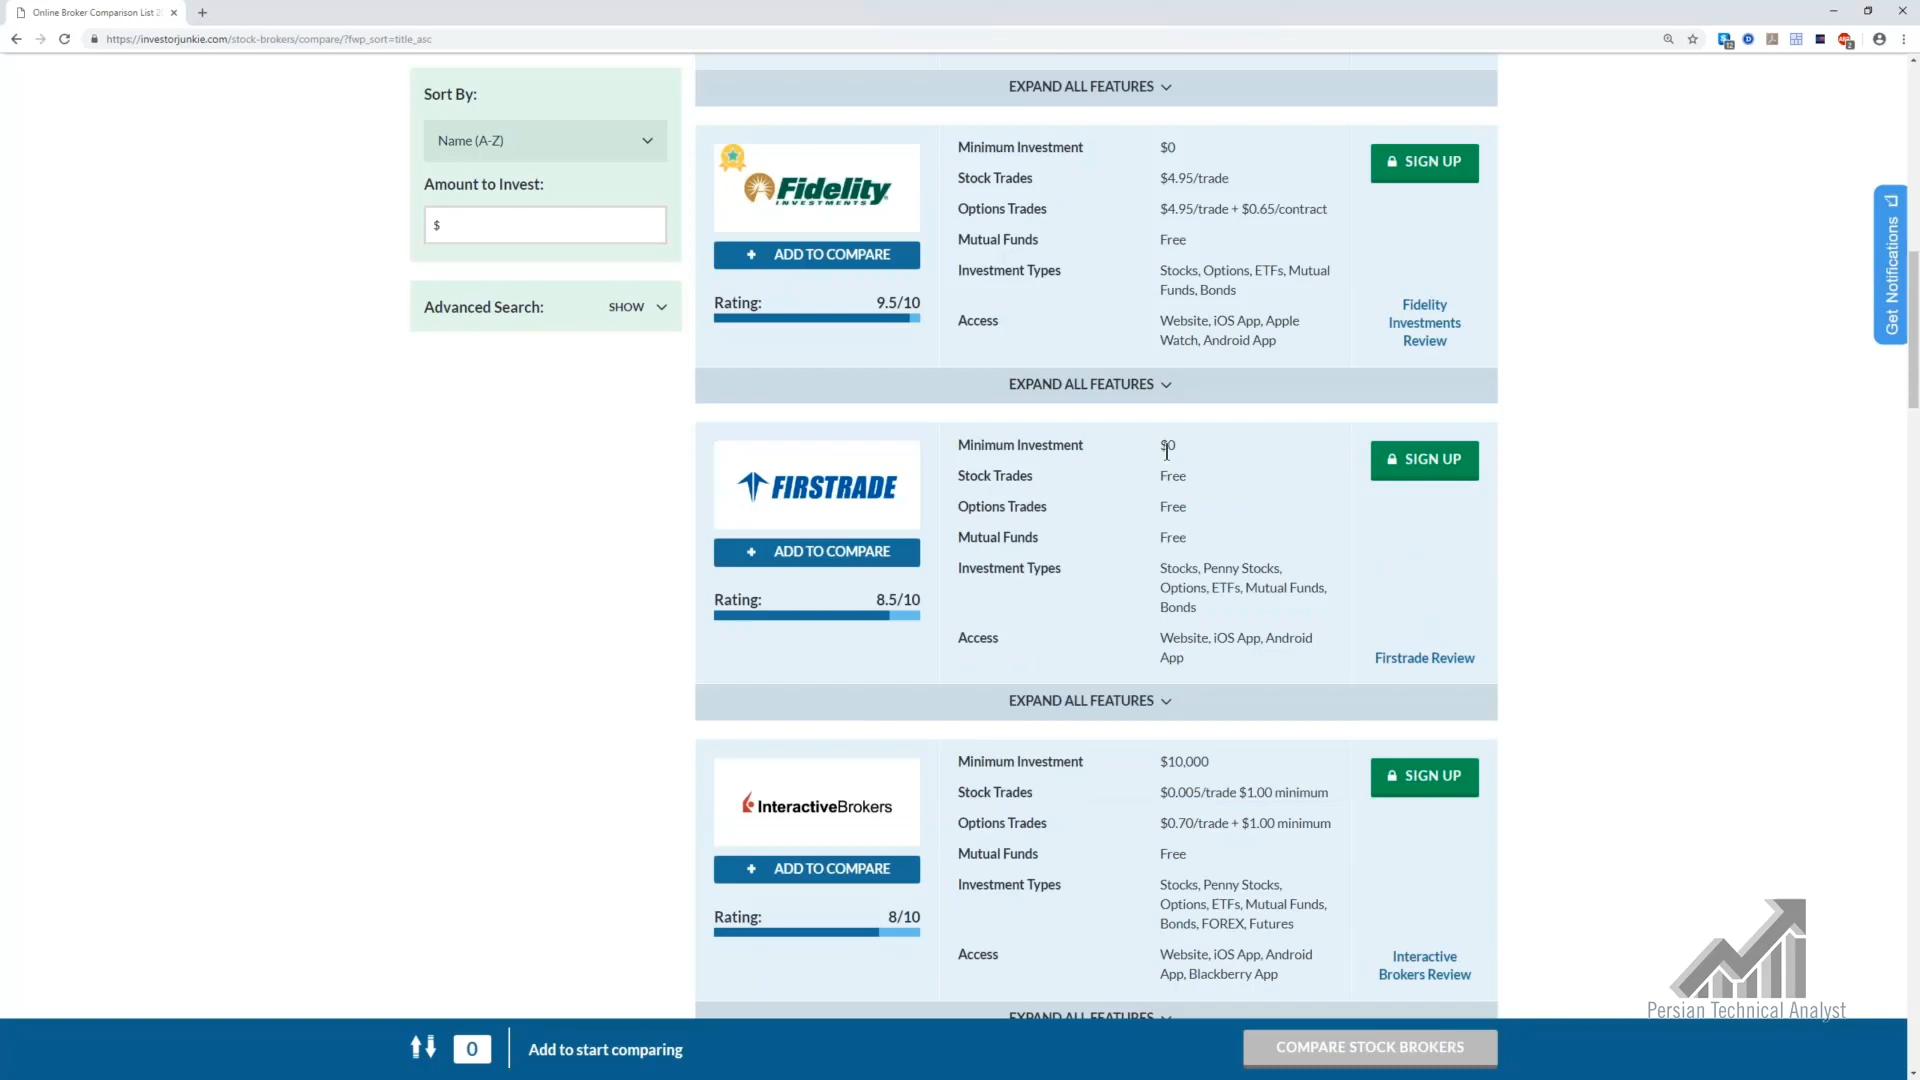 Online Broker Comparison List 2
https://investorjunkie.com/stock-brokers/compare/?fwp_sort=title_asc
12
2
Sort By:
Name (A-Z)
Amount to Invest:
$
Advanced Search: SHOW
EXPAND ALL FEATURES
Fidelity
INVESTMENTS
+ ADD TO COMPARE
Rating: 9.5/10
Minimum Investment $0
Stock Trades $4.95/trade
Options Trades $4.95/trade + $0.65/contract
Mutual Funds Free
Investment Types Stocks, Options, ETFs, Mutual
Funds, Bonds
Access Website, iOS App, Apple
Watch, Android App
SIGN UP
Fidelity
Investments
Review
EXPAND ALL FEATURES
FIRSTRADE
+ ADD TO COMPARE
Rating: 8.5/10
Minimum Investment $0
Stock Trades Free
Options Trades Free
Mutual Funds Free
Investment Types Stocks, Penny Stocks,
Options, ETFs, Mutual Funds,
Bonds
Access Website, iOS App, Android
App
SIGN UP
Firstrade Review
EXPAND ALL FEATURES
InteractiveBrokers
+ ADD TO COMPARE
Rating: 8/10
Minimum Investment $10,000
Stock Trades $0.005/trade $1.00 minimum
Options Trades $0.70/trade + $1.00 minimum
Mutual Funds Free
Investment Types Stocks, Penny Stocks,
Options, ETFs, Mutual Funds,
Bonds, FOREX, Futures
Access Website, iOS App, Android
App, Blackberry App
SIGN UP
Interactive
Brokers Review
EXPAND ALL FEATURES
Get Notifications
Persian Technical Analyst
0 Add to start comparing
COMPARE STOCK BROKERS